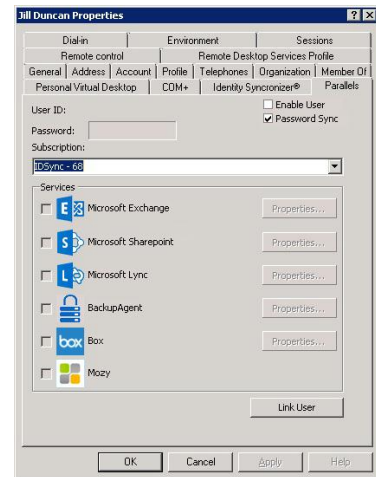 Jill Duncan Properties
Dial-in Environment Sessions
Remote control Remote Desktop Services Profile
General Address Account Profile Telephones Organization Member Of
Personal Virtual Desktop COM+ Identity Syncronizer® Parallels
User ID:
Enable User
Password Sync
Password:
Subscription:
IDSync - 68
Services
E Microsoft Exchange Properties...
S Microsoft Sharepoint Properties...
L Microsoft Lync Properties...
BackupAgent Properties...
box Box Properties...
Mozy
Link User
OK Cancel Apply Help